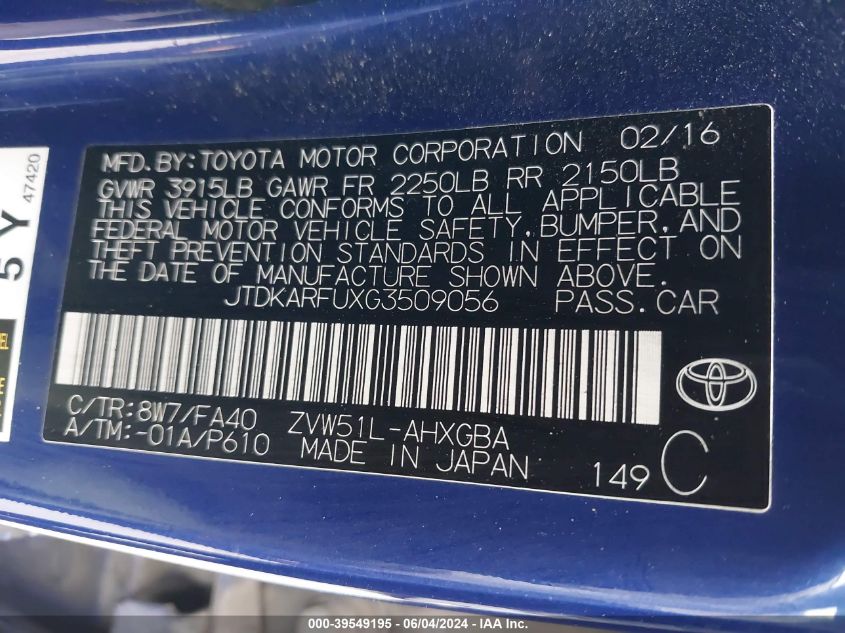 MFD.BY:TOYOTA MOTOR CORPORATION 02/16
GVWR 3915LB GAWR FR 2250LB RR 2150LB
THIS VEHICLE CONFORMS TO ALL APPLICABLE
FEDERAL MOTOR VEHICLE SAFETY,BUMPER,AND
THEFT PREVENTION STANDARDS IN EFFECT ON
THE DATE OF MANUFACTURE SHOWN ABOVE.
JTDKARFUXG3509056 PASS.CAR
C/TR:8W7/FA40 ZVW51L-AHXGBA
A/TM:-01A/P610 MADE IN JAPAN
149 C
5 Y
47420
000-39549195 - 06/04/2024 - IAAI.COM